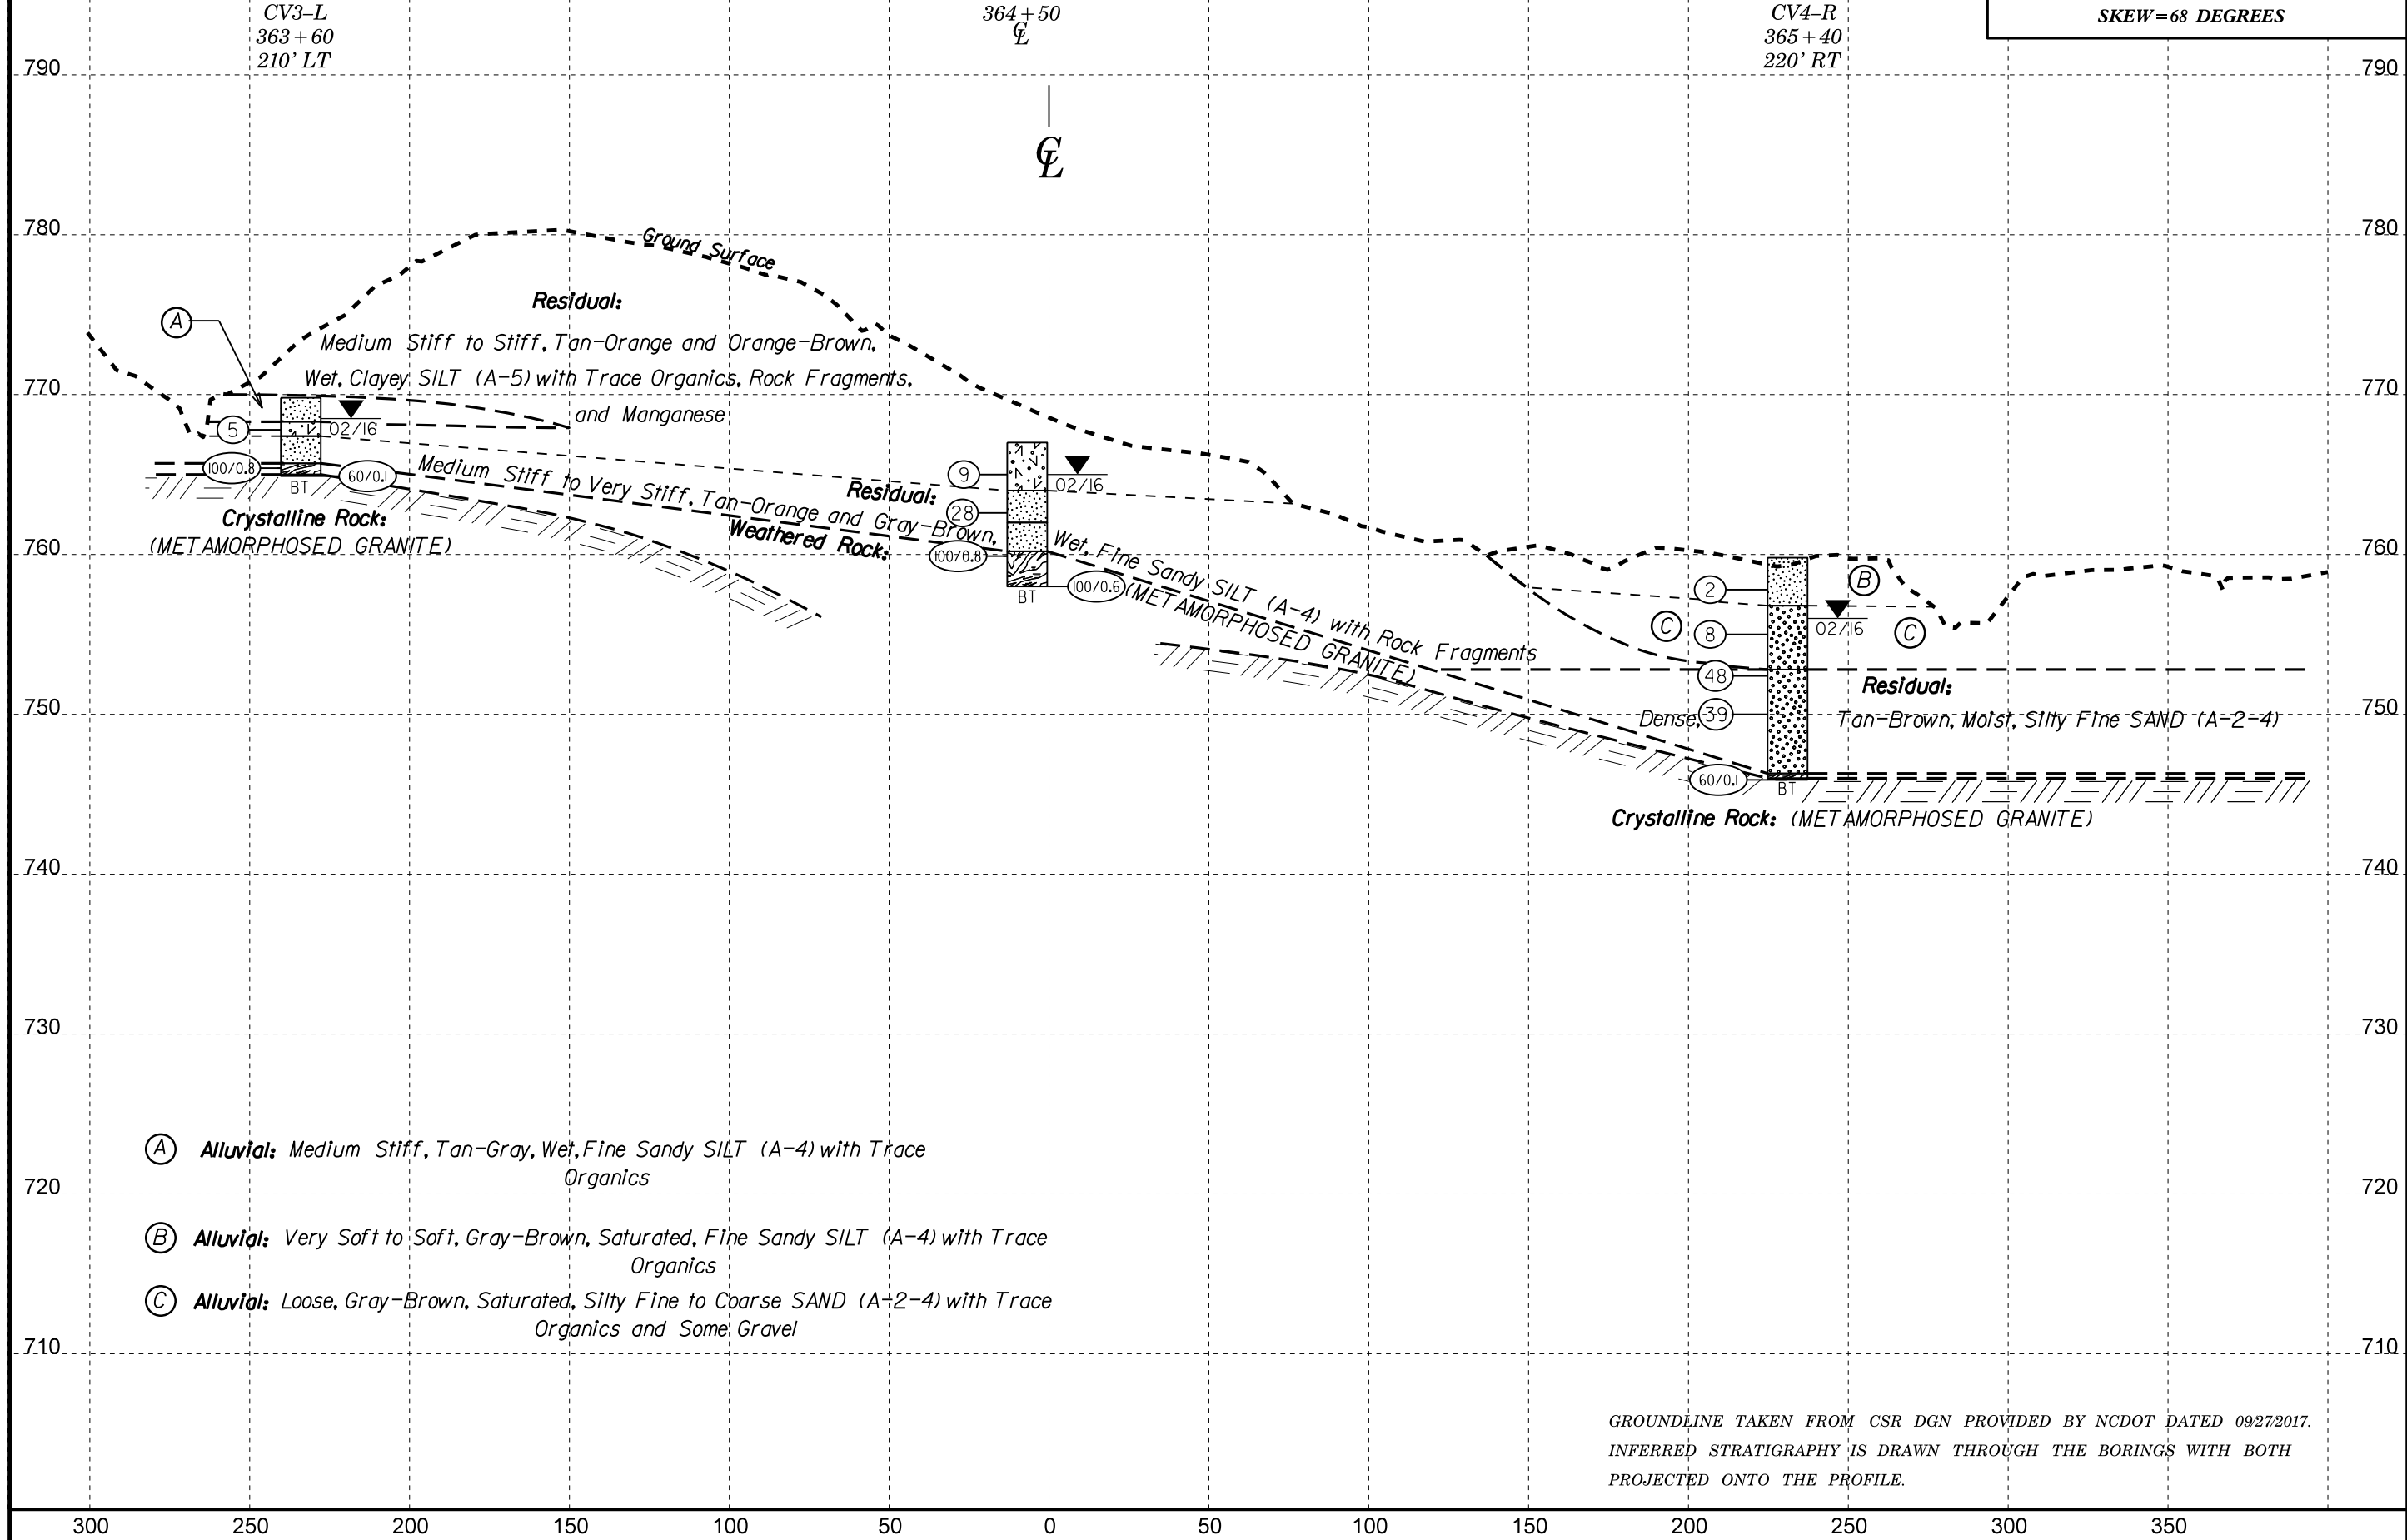 CV3–L
363+60
210' LT
364+50
℄
CV4–R
365+40
220' RT
SKEW=68 DEGREES
790
790
℄
780
780
Ground Surface
Residual:
A
Medium Stiff to Stiff, Tan-Orange and Orange-Brown,
Wet, Clayey SILT (A-5) with Trace Organics, Rock Fragments,
and Manganese
770
770
5
02/16
100/0.8
60/0.1
BT
Crystalline Rock:
(METAMORPHOSED GRANITE)
Medium Stiff to Very Stiff, Tan-Orange and Gray-Brown,
Wet, Fine Sandy SILT (A-4) with Rock Fragments
Residual:
Weathered Rock:
(METAMORPHOSED GRANITE)
9
02/16
28
100/0.8
100/0.6
BT
760
760
2
B
C
8
02/16
C
48
Residual:
39
Dense, Tan-Brown, Moist, Silty Fine SAND (A-2-4)
750
750
60/0.1
BT
Crystalline Rock: (METAMORPHOSED GRANITE)
740
740
730
730
720
720
710
710
A Alluvial: Medium Stiff, Tan-Gray, Wet, Fine Sandy SILT (A-4) with Trace
Organics
B Alluvial: Very Soft to Soft, Gray-Brown, Saturated, Fine Sandy SILT (A-4) with Trace
Organics
C Alluvial: Loose, Gray-Brown, Saturated, Silty Fine to Coarse SAND (A-2-4) with Trace
Organics and Some Gravel
GROUNDLINE TAKEN FROM CSR DGN PROVIDED BY NCDOT DATED 09/27/2017.
INFERRED STRATIGRAPHY IS DRAWN THROUGH THE BORINGS WITH BOTH
PROJECTED ONTO THE PROFILE.
300 250 200 150 100 50 0 50 100 150 200 250 300 350